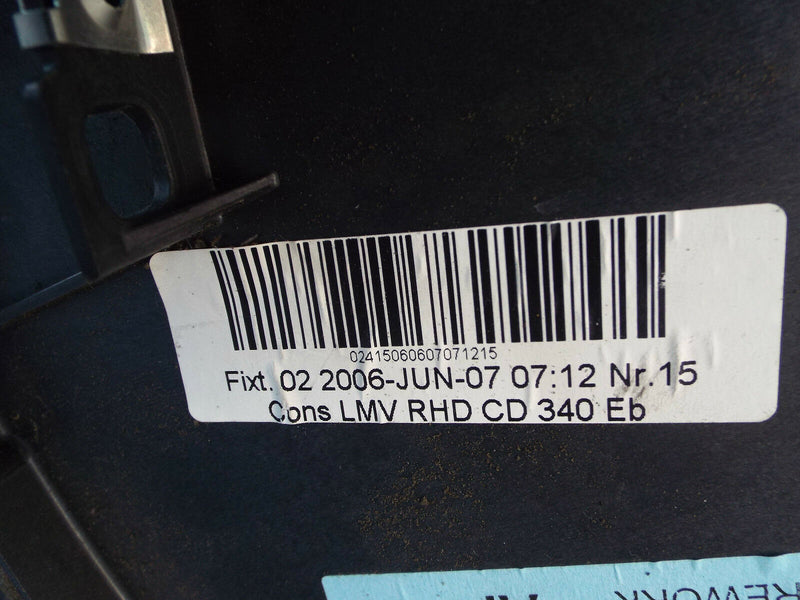 02415060607071215
Fixt. 02 2006-JUN-07 07:12 Nr.15
Cons LMV RHD CD 340 Eb
REWORK